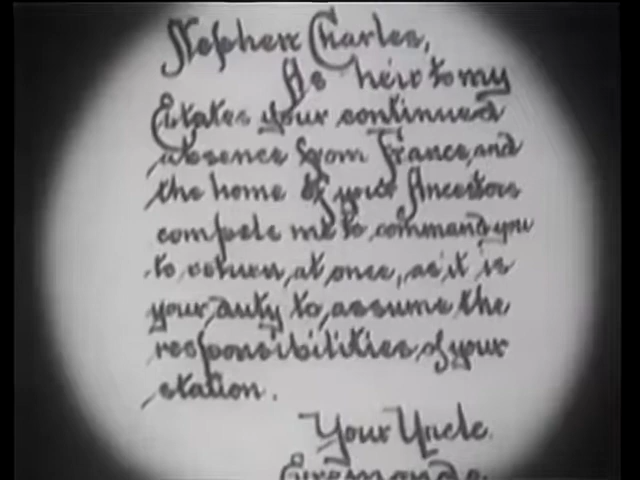 Nephew Charles,
As heir to my
Estates your continued
absence from France, and
the home of your Ancestors
compels me to command you
to return, at once, as it is
your duty to, assume the
responsibilities, of your
station.
Your Uncle.
Evremonde.